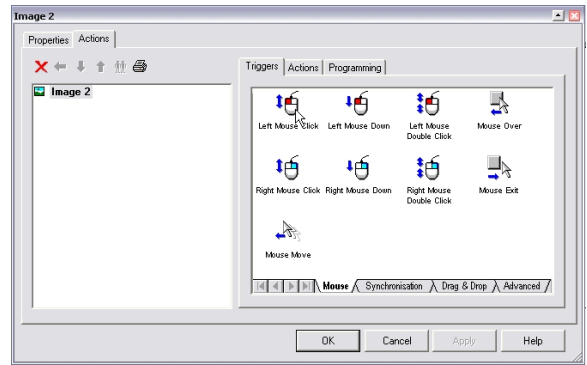 Image 2
Properties Actions
Triggers Actions Programming
Image 2
Left Mouse Click Left Mouse Down Left Mouse Double Click Mouse Over
Right Mouse Click Right Mouse Down Right Mouse Double Click Mouse Exit
Mouse Move
Mouse Synchronisation Drag & Drop Advanced
OK Cancel Apply Help